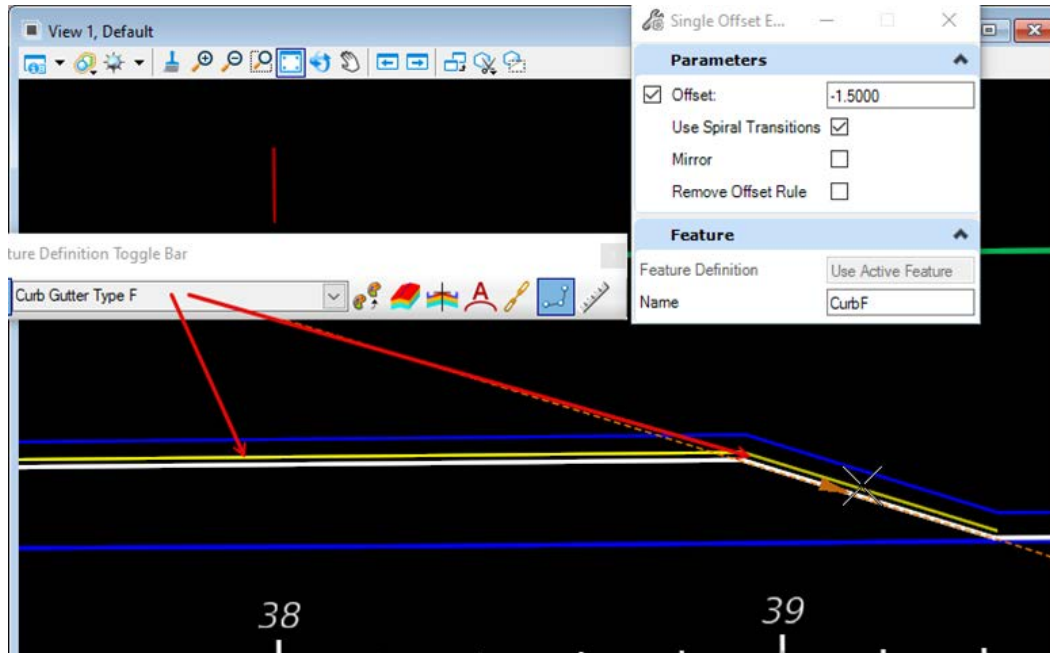 View 1, Default
Single Offset E...
Parameters
Offset: -1.5000
Use Spiral Transitions
Mirror
Remove Offset Rule
Feature
Feature Definition Use Active Feature
Name CurbF
ture Definition Toggle Bar
Curb Gutter Type F
38
39